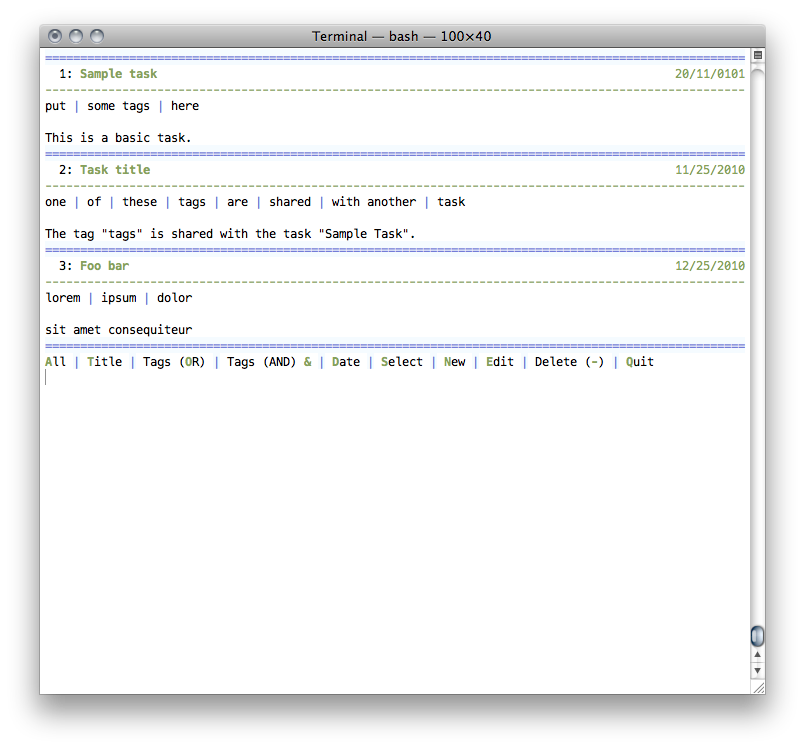 Terminal — bash — 100×40
====================================================================================================
1: Sample task 20/11/0101
----------------------------------------------------------------------------------------------------
put | some tags | here
This is a basic task.
====================================================================================================
2: Task title 11/25/2010
----------------------------------------------------------------------------------------------------
one | of | these | tags | are | shared | with another | task
The tag "tags" is shared with the task "Sample Task".
====================================================================================================
3: Foo bar 12/25/2010
----------------------------------------------------------------------------------------------------
lorem | ipsum | dolor
sit amet consequiteur
====================================================================================================
All | Title | Tags (OR) | Tags (AND) & | Date | Select | New | Edit | Delete (-) | Quit